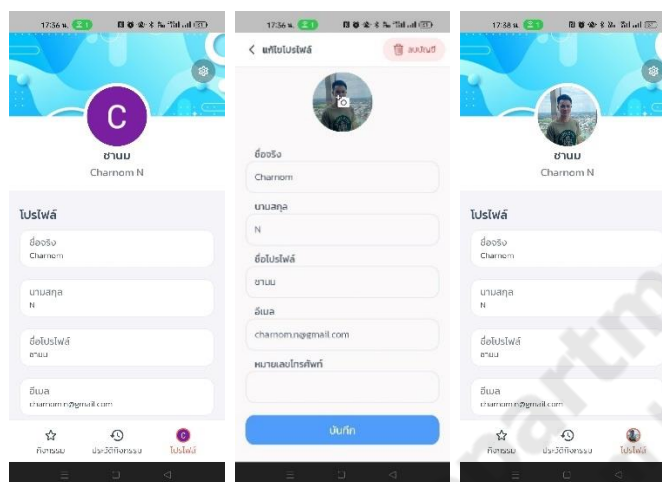 17:36 น.
C
ชานม
Charnom N
โปรไฟล์
ชื่อจริง
Charnom
นามสกุล
N
ชื่อโปรไฟล์
ชานม
อีเมล
charnom.n@gmail.com
กิจกรรม ประวัติกิจกรรม โปรไฟล์
17:36 น.
แก้ไขโปรไฟล์ ลบบัญชี
ชื่อจริง
Charnom
นามสกุล
N
ชื่อโปรไฟล์
ชานม
อีเมล
charnom.n@gmail.com
หมายเลขโทรศัพท์
บันทึก
17:38 น.
ชานม
Charnom N
โปรไฟล์
ชื่อจริง
Charnom
นามสกุล
N
ชื่อโปรไฟล์
ชานม
อีเมล
charnom.n@gmail.com
กิจกรรม ประวัติกิจกรรม โปรไฟล์